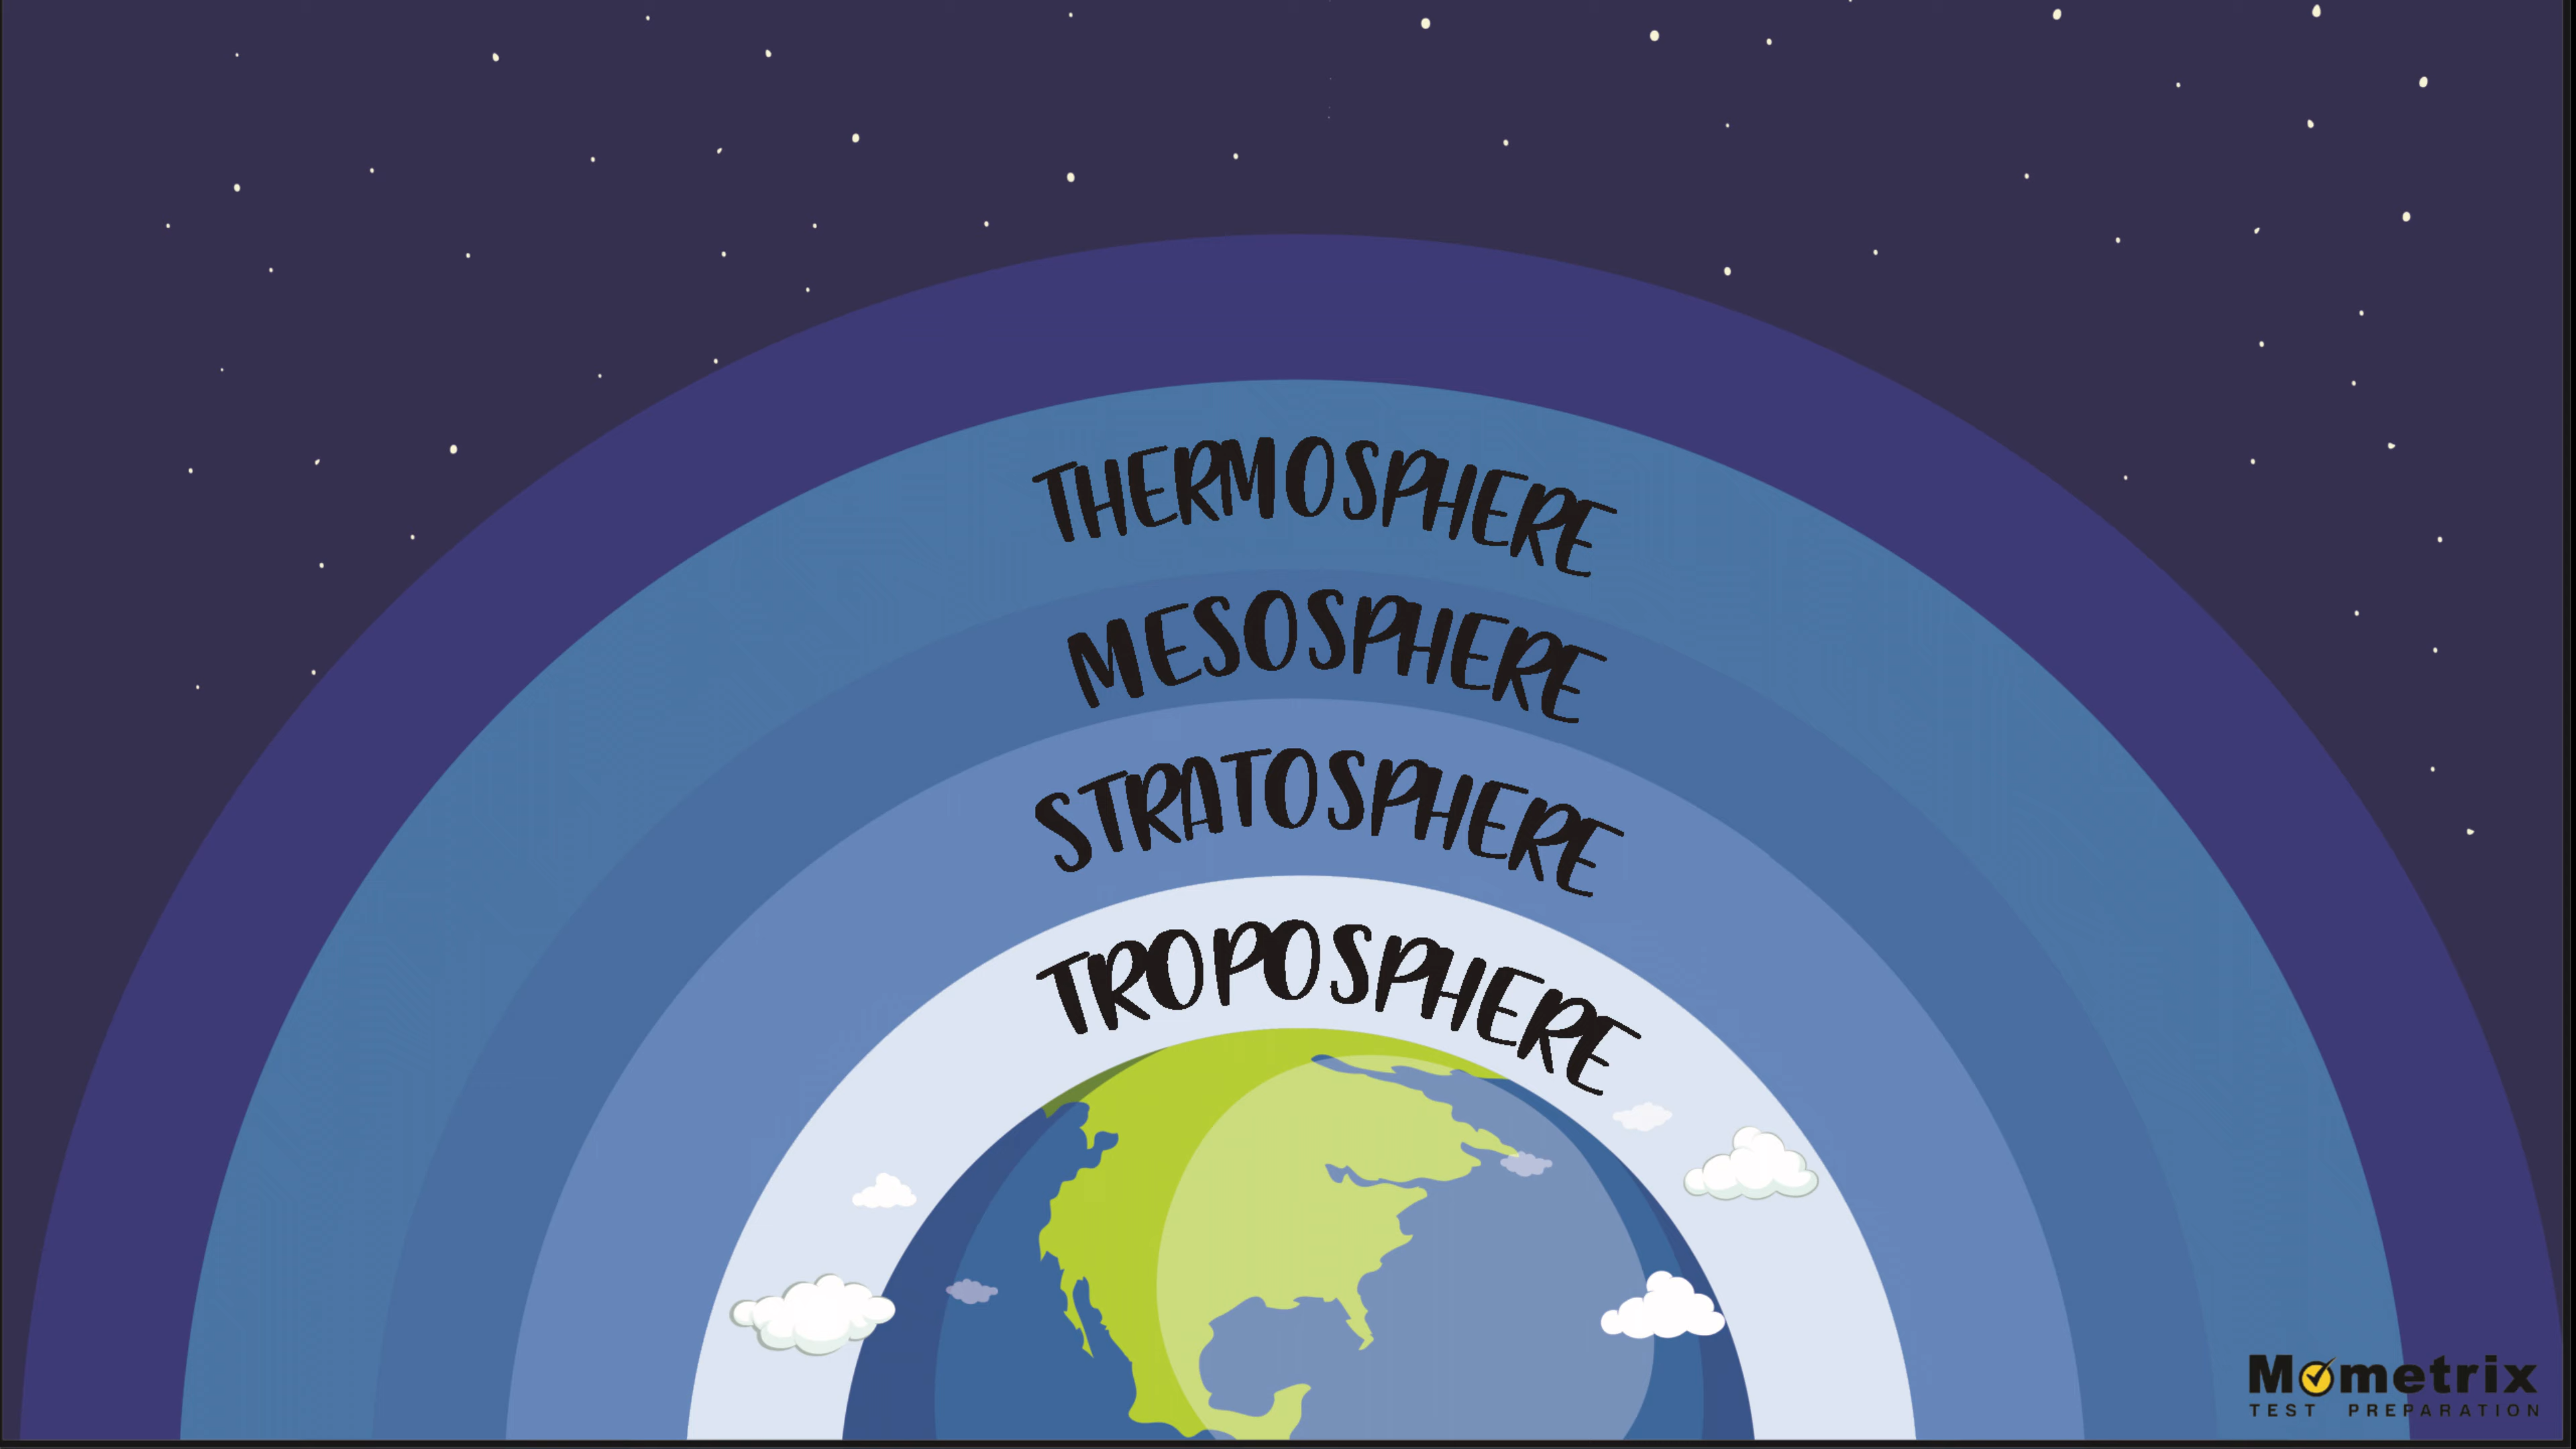 THERMOSPHERE
MESOSPHERE
STRATOSPHERE
TROPOSPHERE
Mometrix
TEST PREPARATION